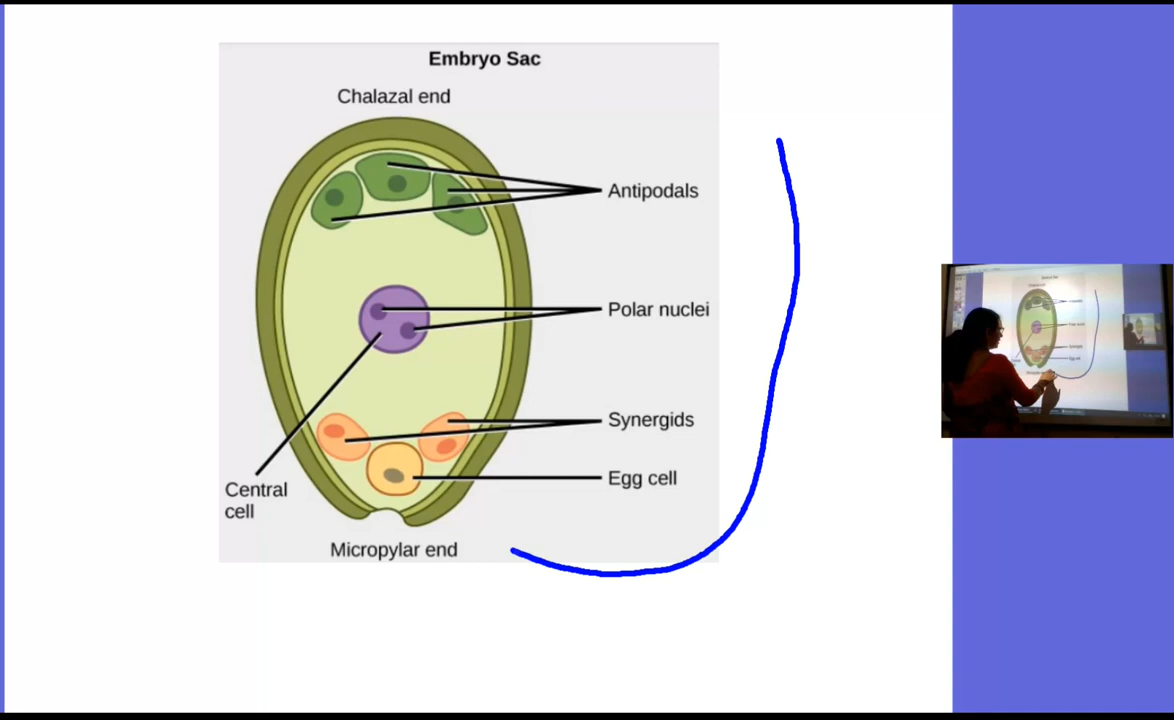 Embryo Sac
Chalazal end
Antipodals
Polar nuclei
Synergids
Egg cell
Central
cell
Micropylar end